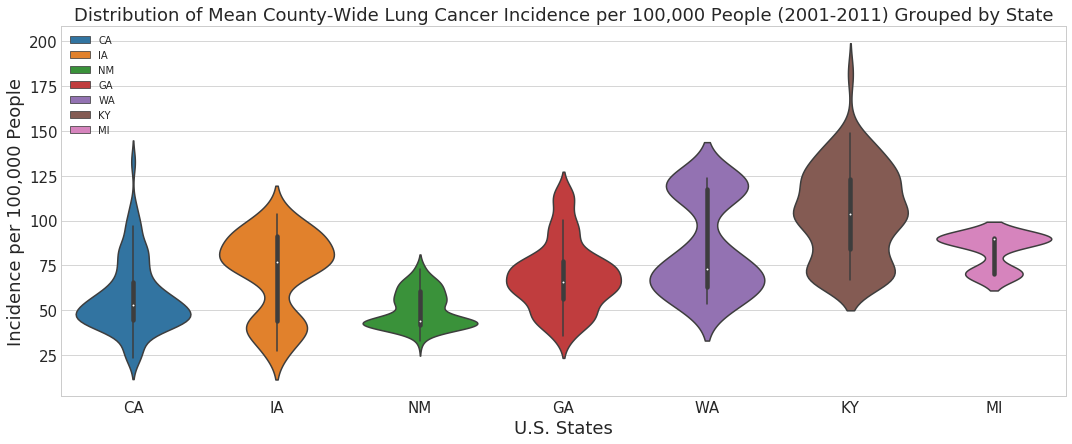 Distribution of Mean County-Wide Lung Cancer Incidence per 100,000 People (2001-2011) Grouped by State
CA
IA
NM
GA
WA
KY
MI
Incidence per 100,000 People
200
175
150
125
100
75
50
25
CA IA NM GA WA KY MI
U.S. States